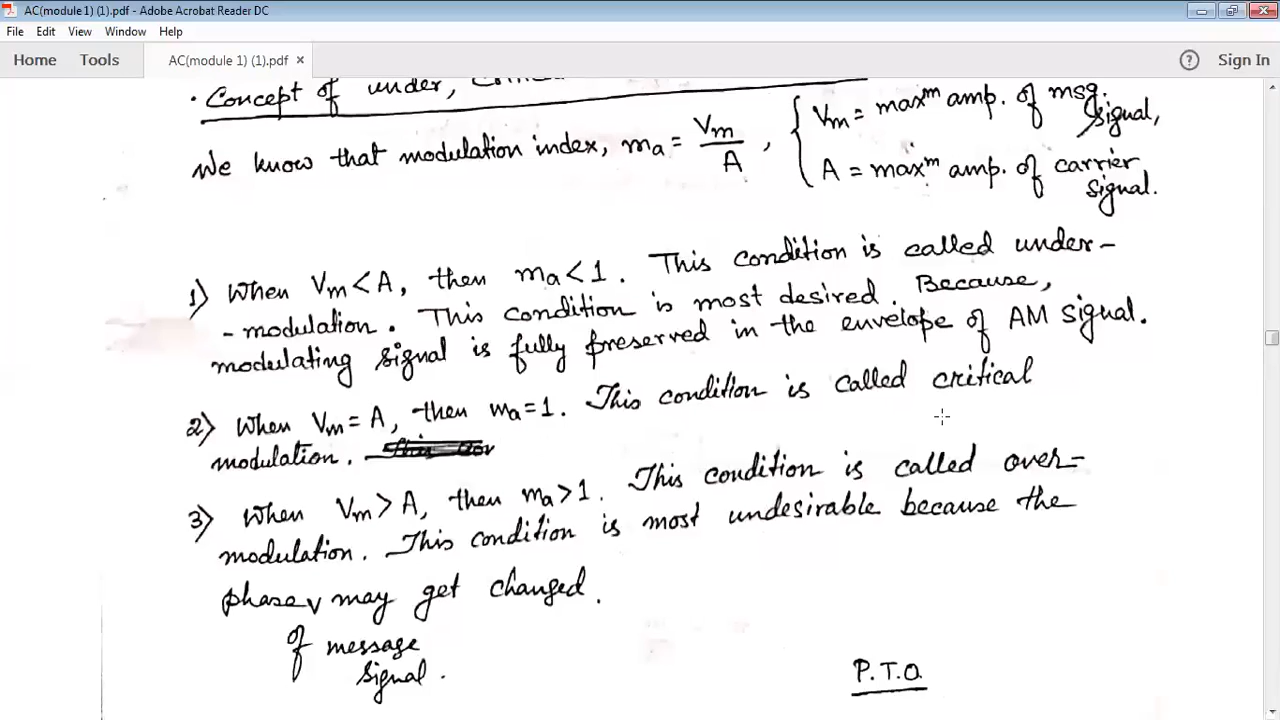 AC(module 1) (1).pdf - Adobe Acrobat Reader DC
File Edit View Window Help
Home Tools AC(module 1) (1).pdf × ? Sign In
· Concept of under,
We know that modulation index, ma = Vm/A , { Vm = maxm amp. of msg. signal,
A = maxm amp. of carrier signal.
1) When Vm < A, then ma < 1. This condition is called under-
-modulation. This condition is most desired. Because,
modulating signal is fully preserved in the envelope of AM signal.
2) When Vm = A, then ma = 1. This condition is called critical
modulation.
3) When Vm > A, then ma > 1. This condition is called over-
modulation. This condition is most undesirable because the
phase v may get changed.
of message
signal.
P.T.O.